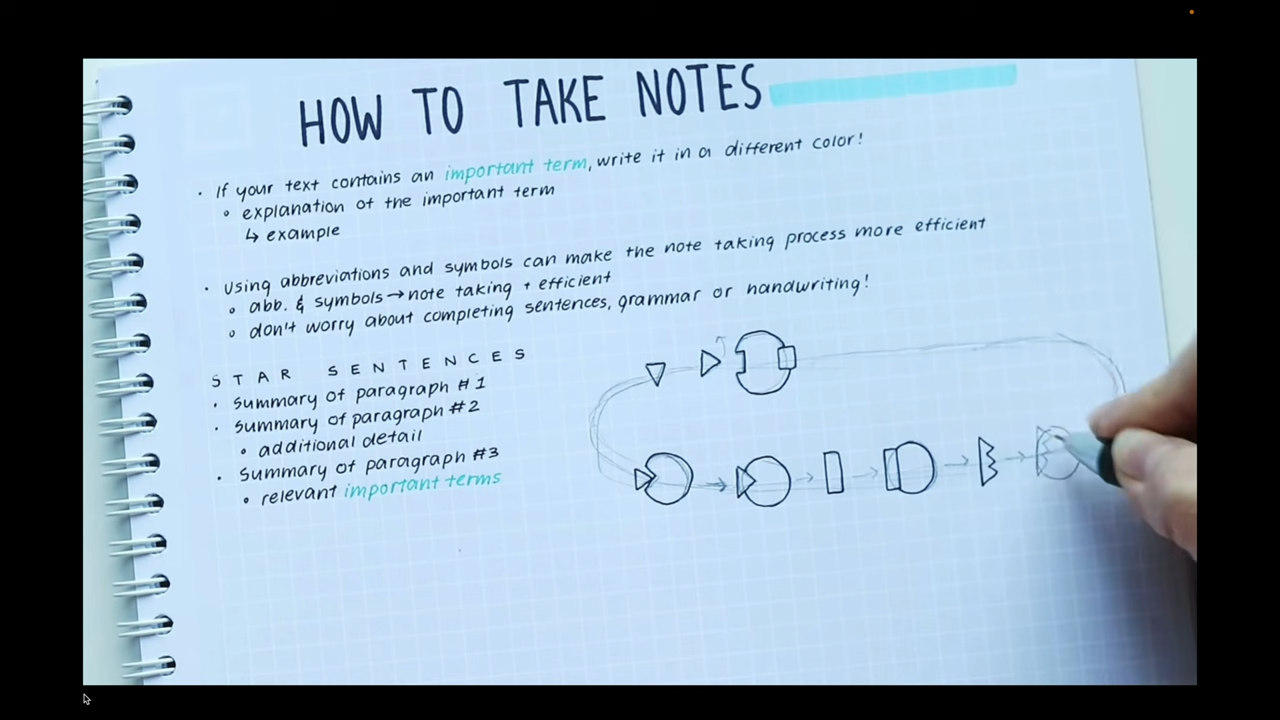 HOW TO TAKE NOTES
· If your text contains an important term, write it in a different color!
∘ explanation of the important term
↳ example
· Using abbreviations and symbols can make the note taking process more efficient
∘ abb. & symbols → note taking + efficient
∘ don't worry about completing sentences, grammar or handwriting!
STAR SENTENCES
· Summary of paragraph #1
· Summary of paragraph #2
∘ additional detail
· Summary of paragraph #3
∘ relevant important terms